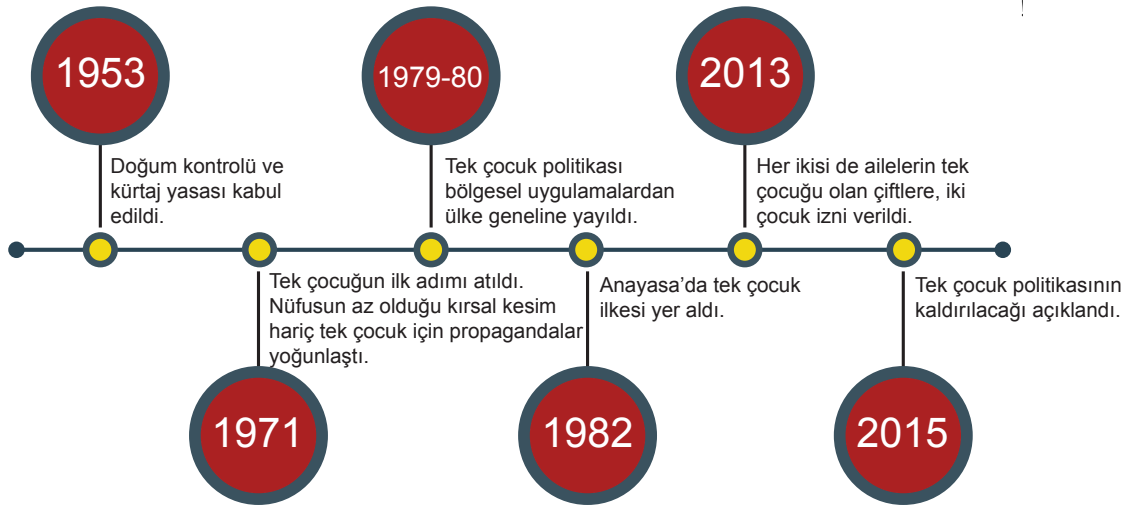 1953
Doğum kontrolü ve
kürtaj yasası kabul
edildi.
1971
Tek çocuğun ilk adımı atıldı.
Nüfusun az olduğu kırsal kesim
hariç tek çocuk için propagandalar
yoğunlaştı.
1979-80
Tek çocuk politikası
bölgesel uygulamalardan
ülke geneline yayıldı.
1982
Anayasa’da tek çocuk
ilkesi yer aldı.
2013
Her ikisi de ailelerin tek
çocuğu olan çiftlere, iki
çocuk izni verildi.
2015
Tek çocuk politikasının
kaldırılacağı açıklandı.